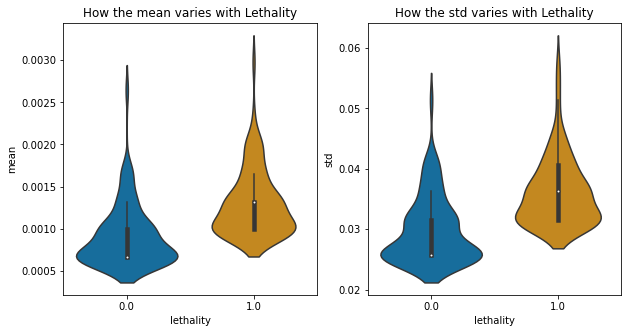 How the mean varies with Lethality
How the std varies with Lethality
0.0030
0.0025
0.0020
0.0015
0.0010
0.0005
mean
0.0
1.0
lethality
0.06
0.05
0.04
0.03
0.02
std
0.0
1.0
lethality